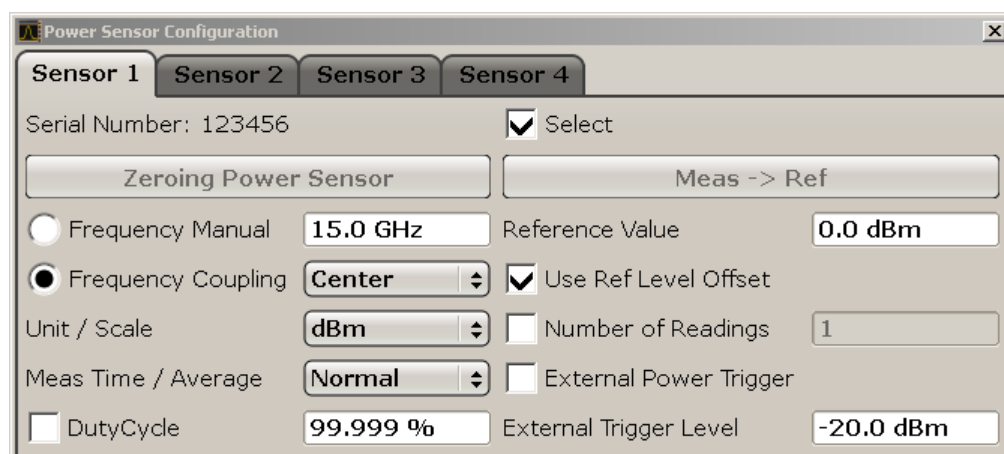 Power Sensor Configuration
Sensor 1 Sensor 2 Sensor 3 Sensor 4
Serial Number: 123456 Select
Zeroing Power Sensor Meas -> Ref
Frequency Manual 15.0 GHz Reference Value 0.0 dBm
Frequency Coupling Center Use Ref Level Offset
Unit / Scale dBm Number of Readings 1
Meas Time / Average Normal External Power Trigger
DutyCycle 99.999 % External Trigger Level -20.0 dBm